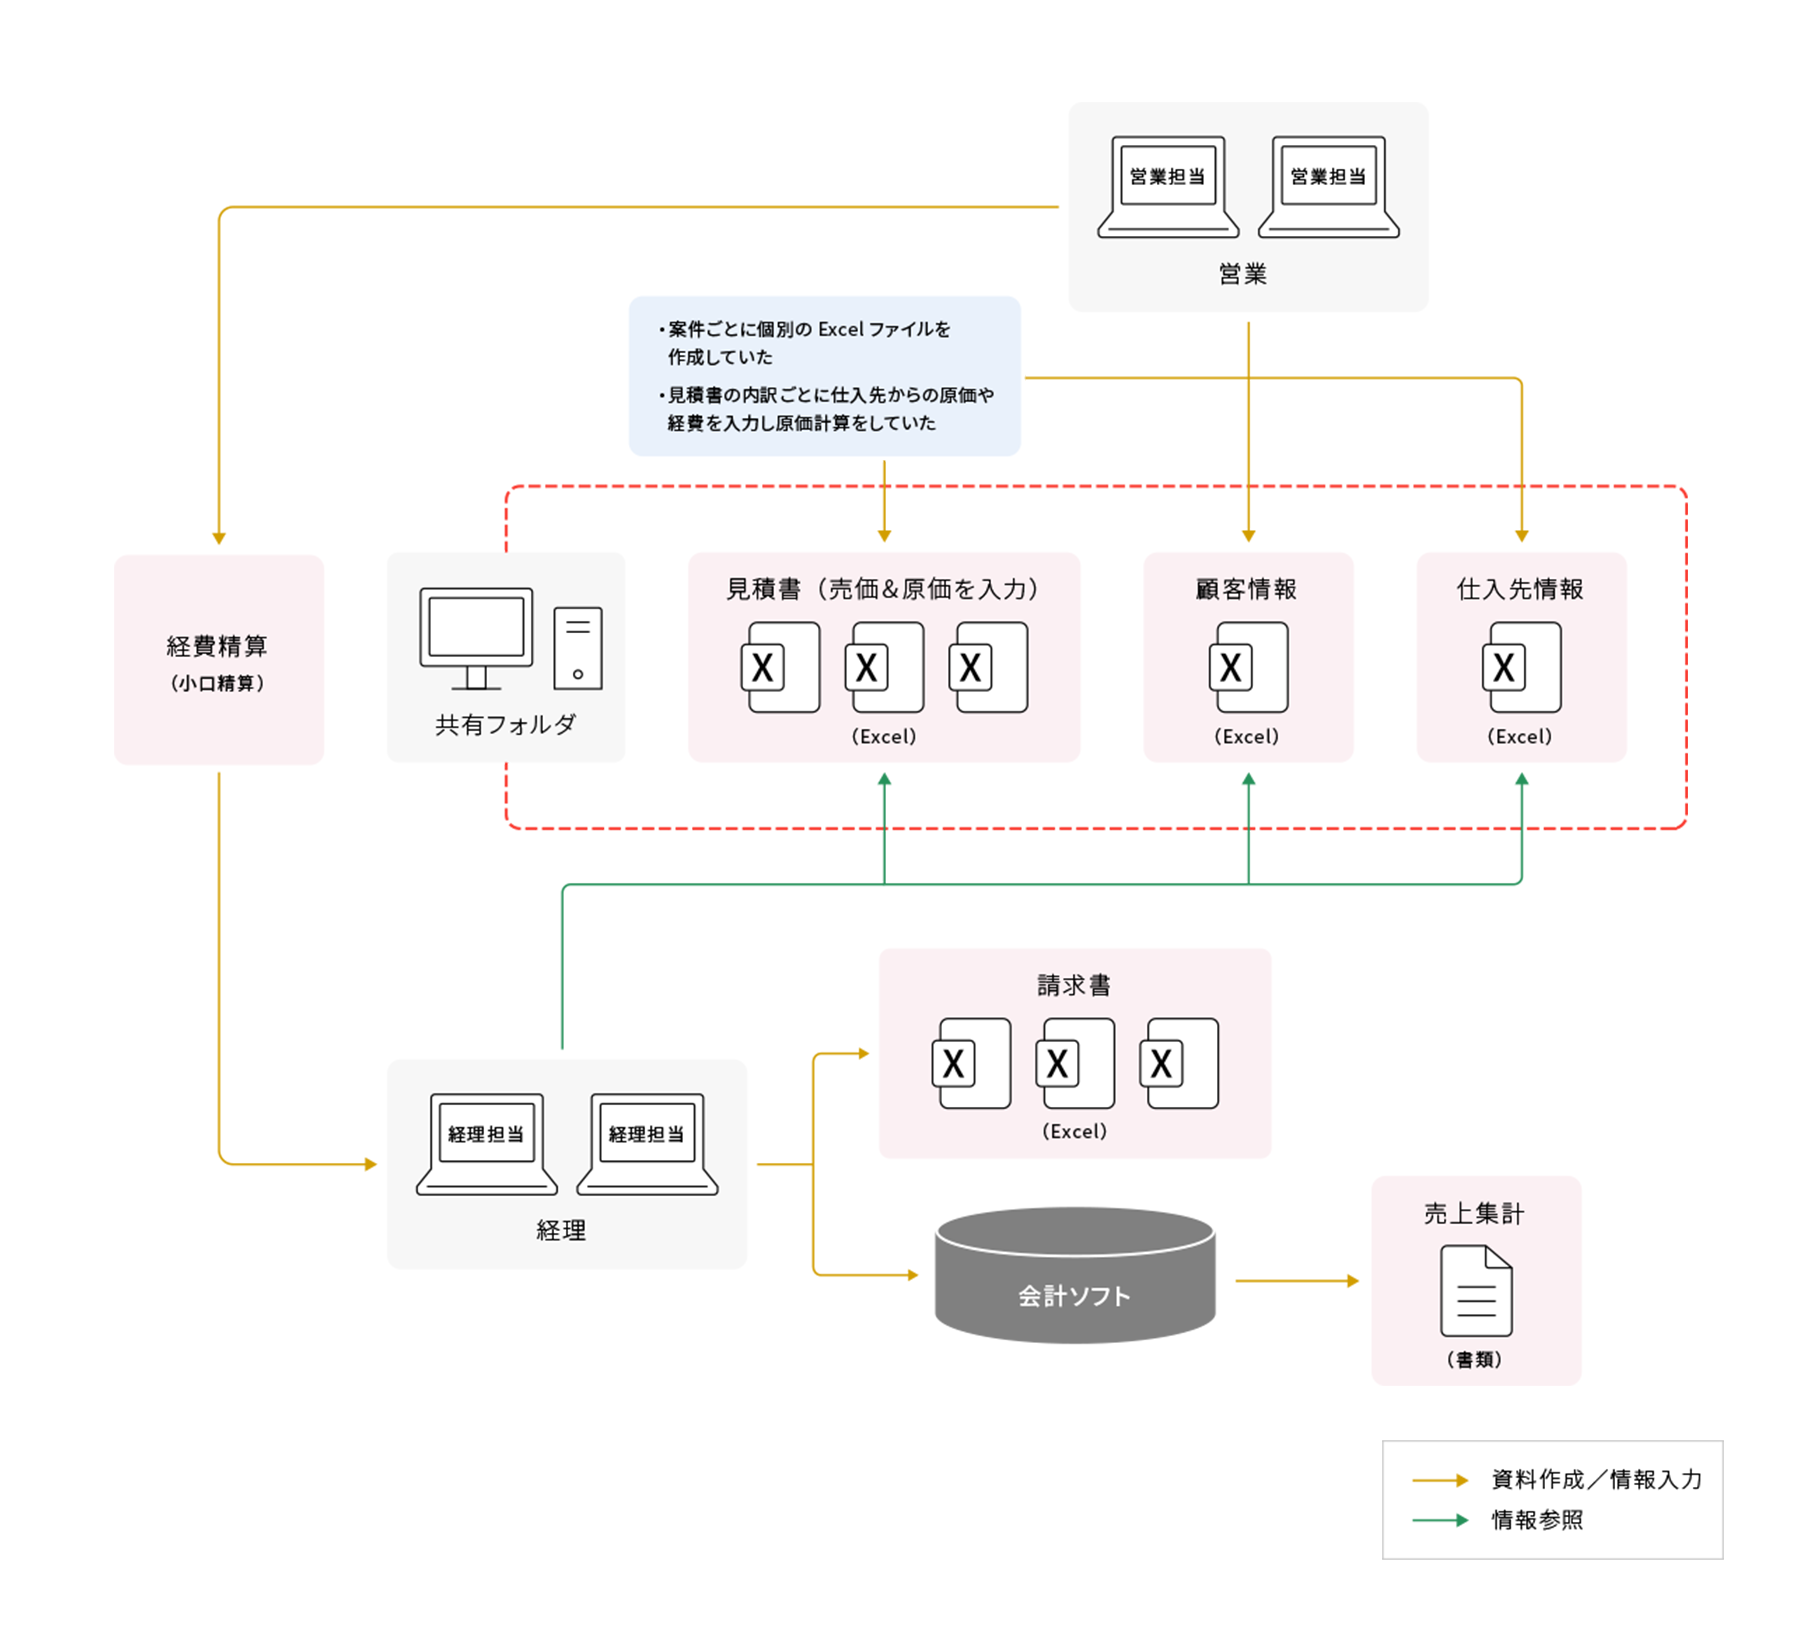 営業担当
営業担当
営業
・案件ごとに個別の Excel ファイルを
作成していた
・見積書の内訳ごとに仕入先からの原価や
経費を入力し原価計算をしていた
経費精算
（小口精算）
共有フォルダ
見積書（売価&原価を入力）
X
X
X
（Excel）
顧客情報
X
（Excel）
仕入先情報
X
（Excel）
経理担当
経理担当
経理
請求書
X
X
X
（Excel）
会計ソフト
売上集計
（書類）
資料作成／情報入力
情報参照